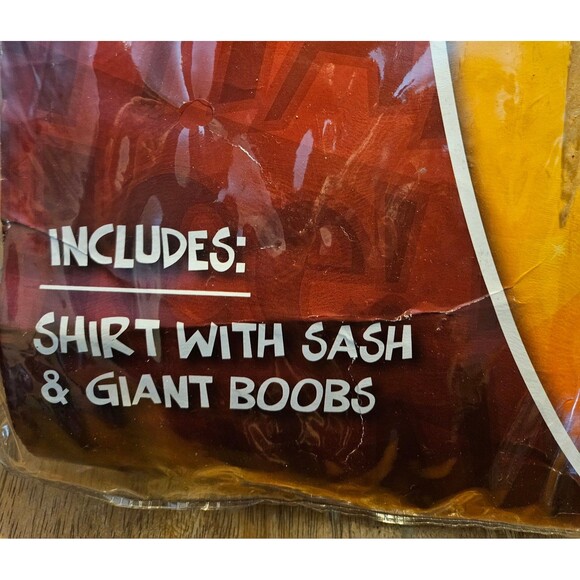 INCLUDES:
SHIRT WITH SASH
& GIANT BOOBS